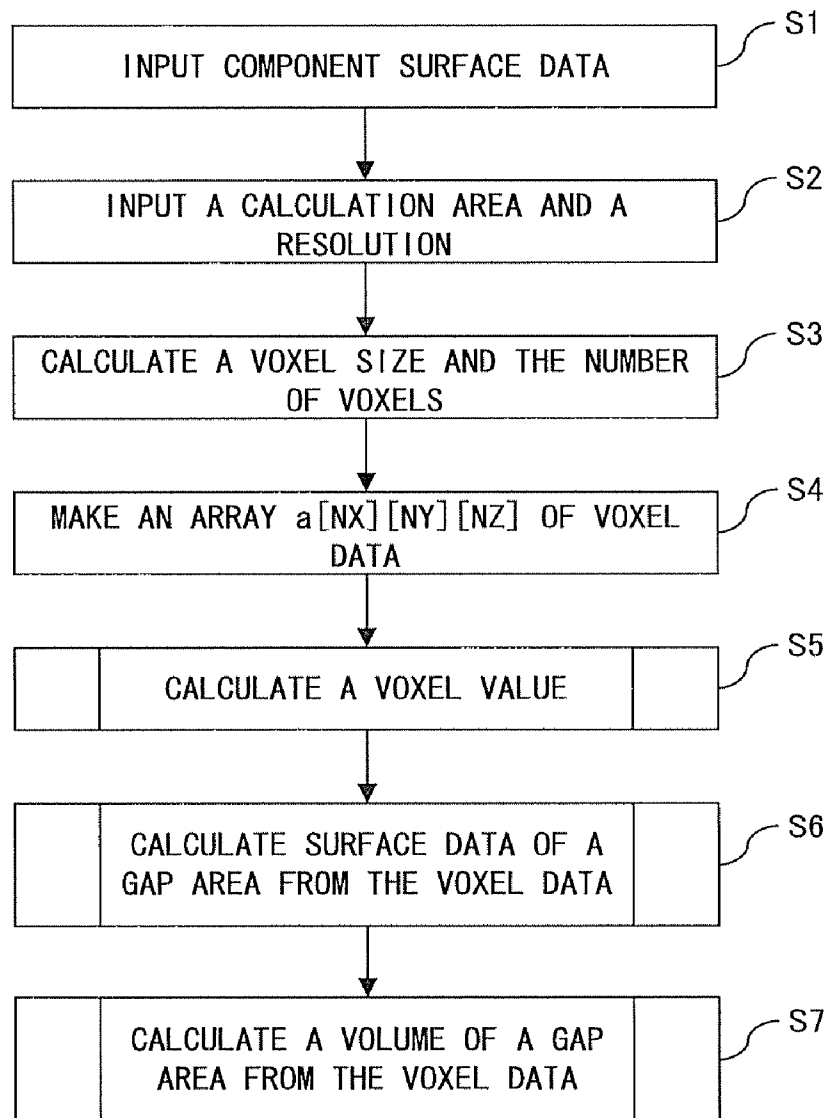 S1
INPUT COMPONENT SURFACE DATA
S2
INPUT A CALCULATION AREA AND A
RESOLUTION
S3
CALCULATE A VOXEL SIZE AND THE NUMBER
OF VOXELS
S4
MAKE AN ARRAY a[NX][NY][NZ] OF VOXEL
DATA
S5
CALCULATE A VOXEL VALUE
S6
CALCULATE SURFACE DATA OF A
GAP AREA FROM THE VOXEL DATA
S7
CALCULATE A VOLUME OF A GAP
AREA FROM THE VOXEL DATA